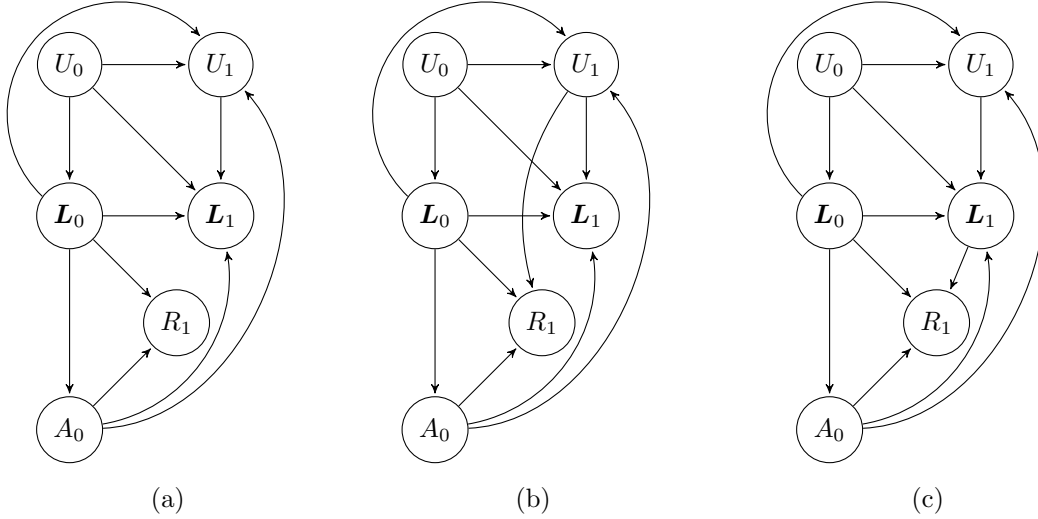 U₀ U₁ U₀ U₁ U₀ U₁
L₀ L₁ L₀ L₁ L₀ L₁
R₁ R₁ R₁
A₀ A₀ A₀
(a) (b) (c)